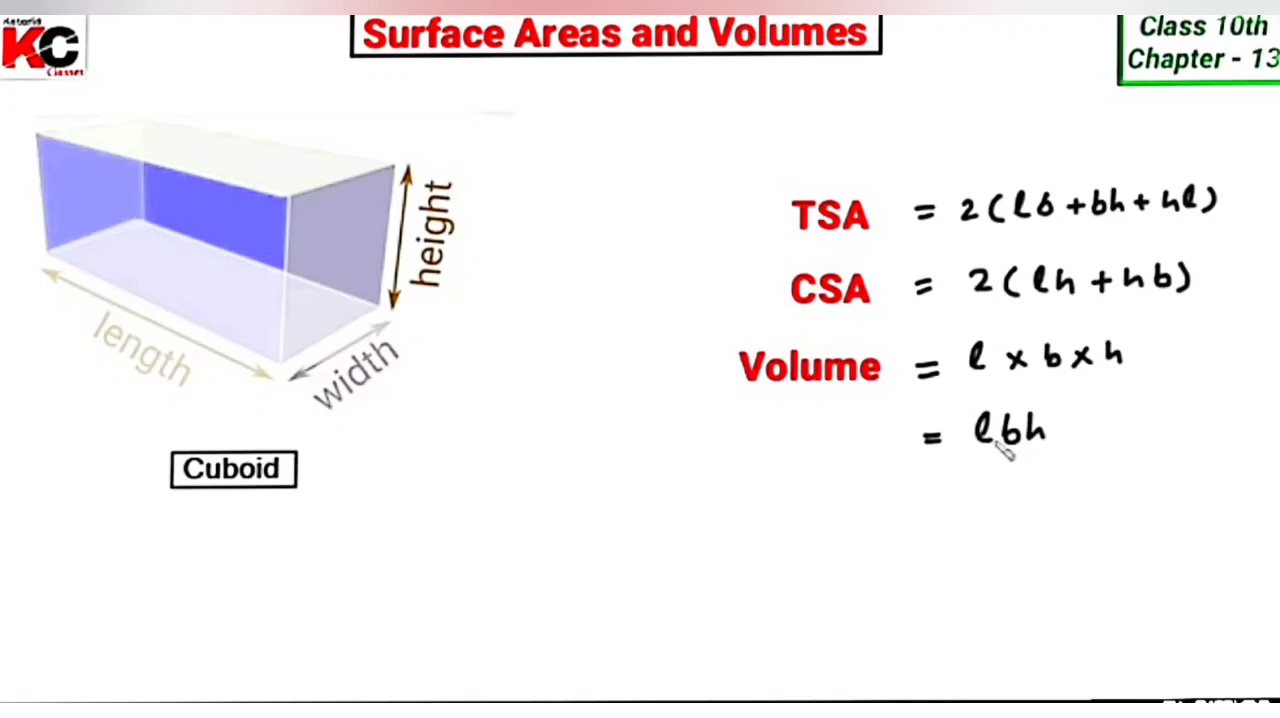 KC
Classes
Surface Areas and Volumes
Class 10th
Chapter - 13
height
length
width
Cuboid
TSA = 2(lb + bh + hl)
CSA = 2(lh + hb)
Volume = l × b × h
= lbh